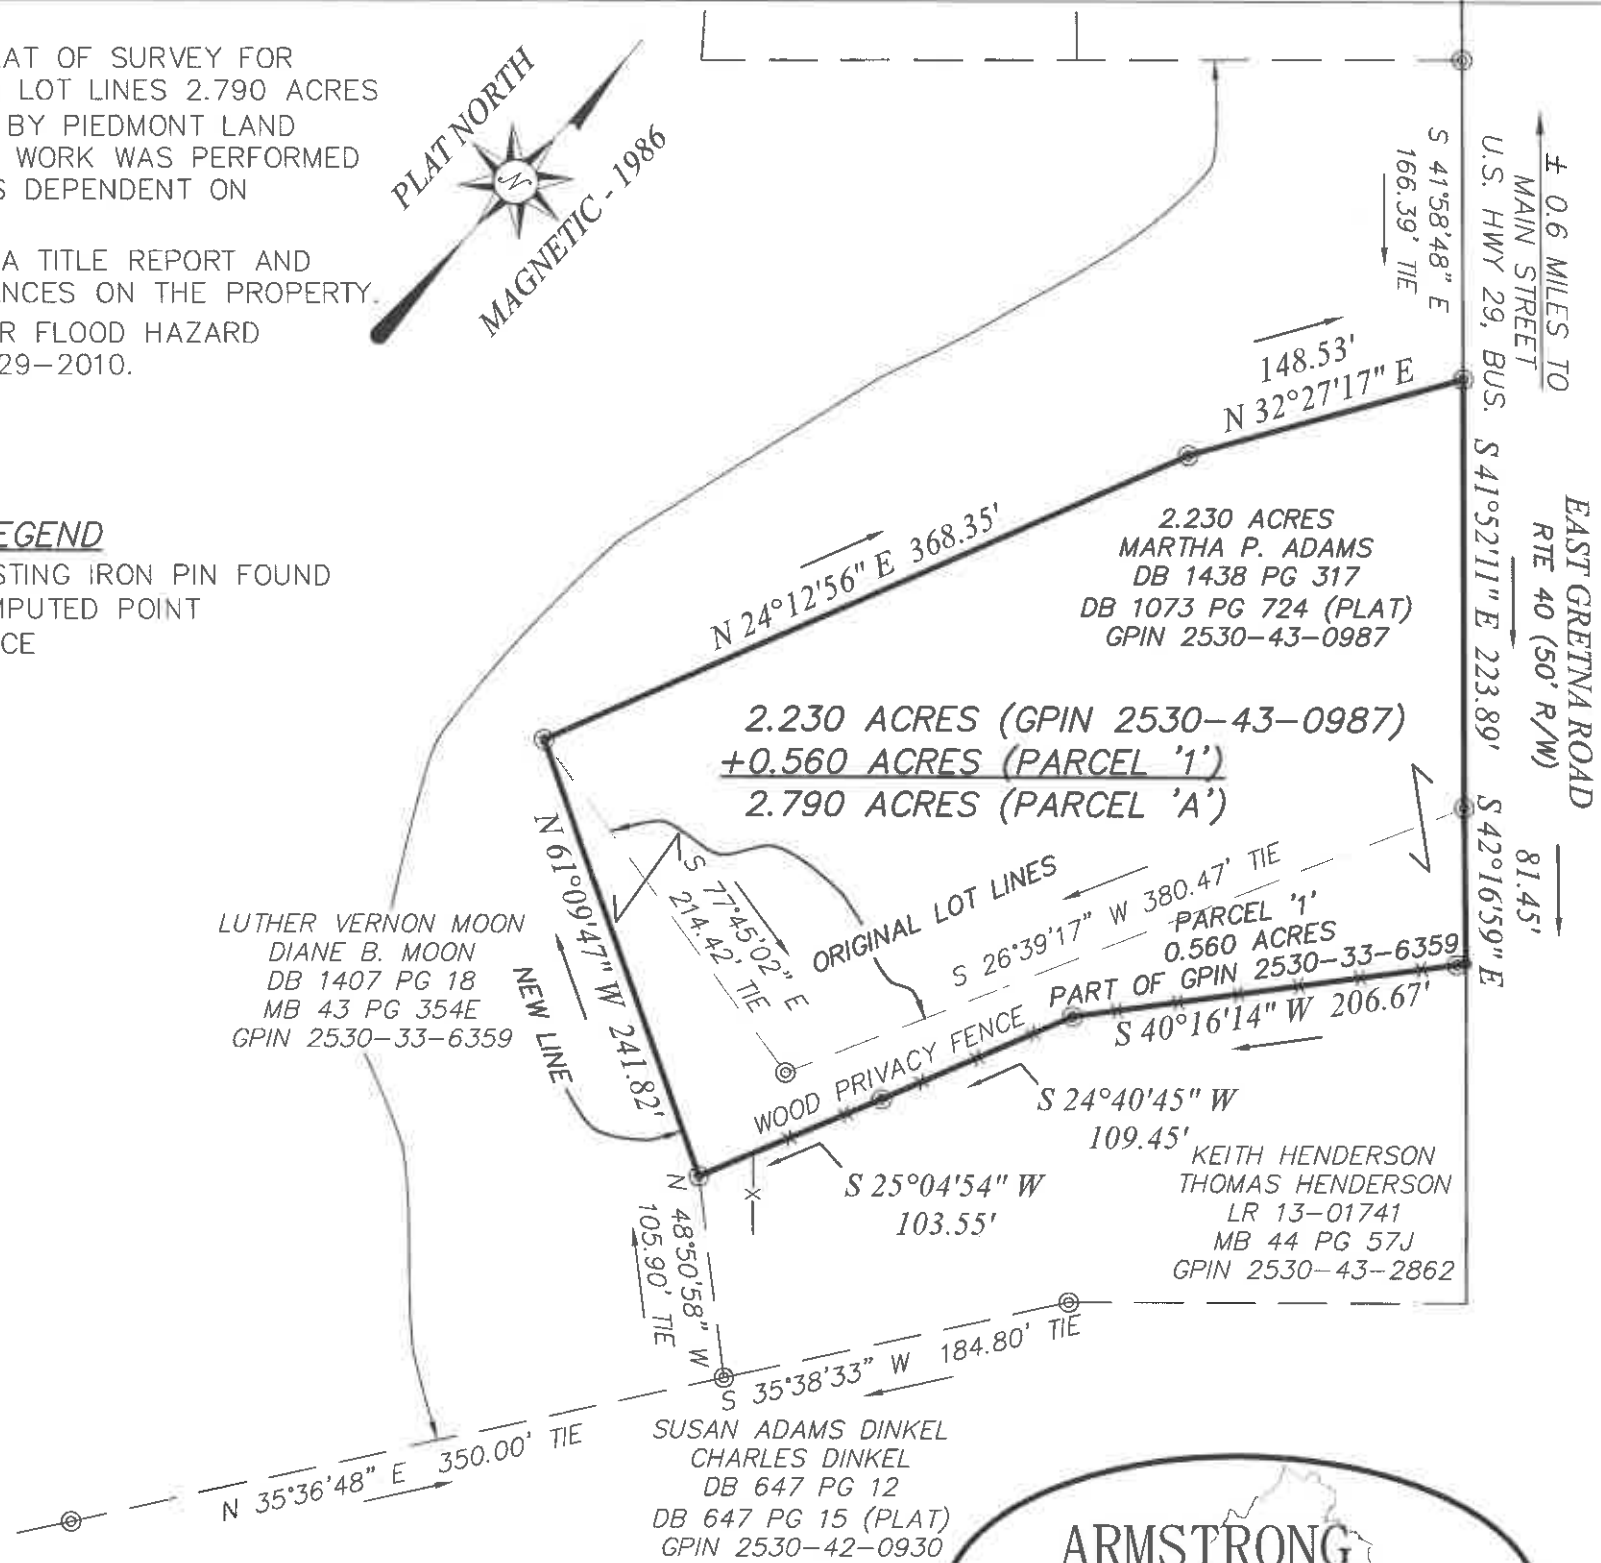 AT OF SURVEY FOR
LOT LINES 2.790 ACRES
BY PIEDMONT LAND
WORK WAS PERFORMED
S DEPENDENT ON
A TITLE REPORT AND
NCES ON THE PROPERTY.
R FLOOD HAZARD
29-2010.
PLAT NORTH
N
MAGNETIC - 1986
EGEND
STING IRON PIN FOUND
MPUTED POINT
CE
S 41°58'48" E
166.39' TIE
± 0.6 MILES TO
MAIN STREET
U.S. HWY 29, BUS.
148.53'
N 32°27'17" E
S 41°52'11" E 223.89'
EAST GRETNA ROAD
RTE 40 (50' R/W)
N 24°12'56" E 368.35'
2.230 ACRES
MARTHA P. ADAMS
DB 1438 PG 317
DB 1073 PG 724 (PLAT)
GPIN 2530-43-0987
2.230 ACRES (GPIN 2530-43-0987)
+0.560 ACRES (PARCEL '1')
2.790 ACRES (PARCEL 'A')
S 42°16'59" E
81.45'
N 61°09'47" W 241.82'
S 77°45'02" E
214.42' TIE
ORIGINAL LOT LINES
S 26°39'17" W 380.47' TIE
PARCEL '1'
0.560 ACRES
PART OF GPIN 2530-33-6359
LUTHER VERNON MOON
DIANE B. MOON
DB 1407 PG 18
MB 43 PG 354E
GPIN 2530-33-6359
NEW LINE
WOOD PRIVACY FENCE
S 40°16'14" W 206.67'
S 24°40'45" W
109.45'
S 25°04'54" W
103.55'
KEITH HENDERSON
THOMAS HENDERSON
LR 13-01741
MB 44 PG 57J
GPIN 2530-43-2862
N 48°50'58" W
105.90' TIE
S 35°38'33" W 184.80' TIE
N 35°36'48" E 350.00' TIE
SUSAN ADAMS DINKEL
CHARLES DINKEL
DB 647 PG 12
DB 647 PG 15 (PLAT)
GPIN 2530-42-0930
ARMSTRONG